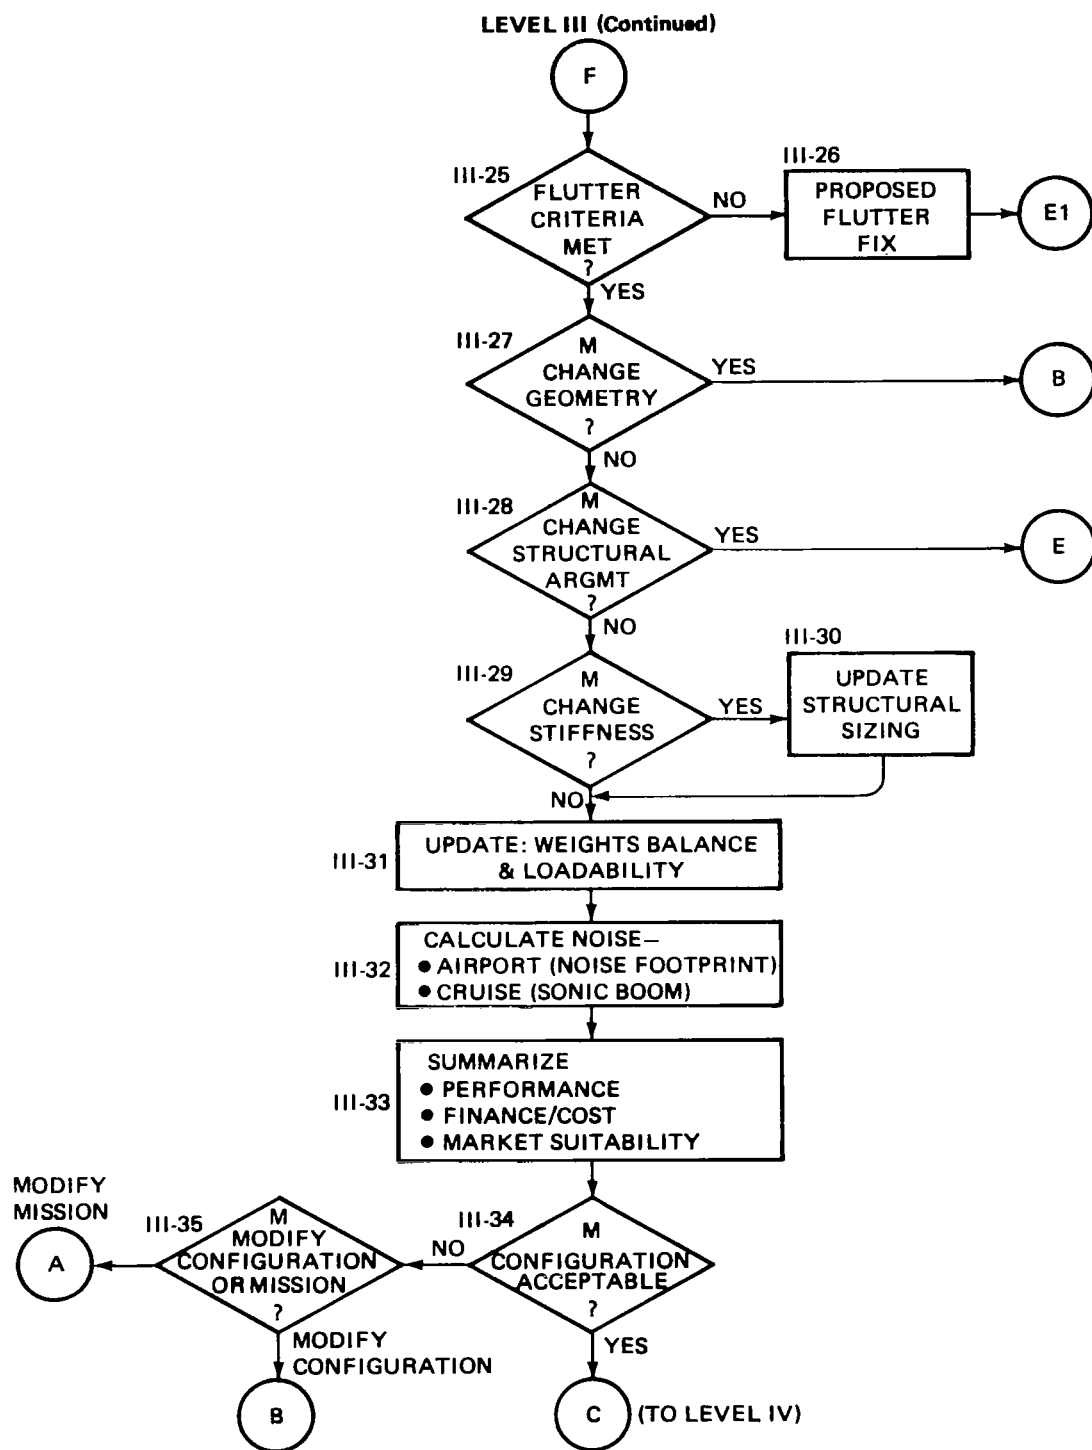 LEVEL III (Continued)
F
III-25
FLUTTER
CRITERIA
MET
?
NO
III-26
PROPOSED
FLUTTER
FIX
E1
YES
III-27
M
CHANGE
GEOMETRY
?
YES
B
NO
III-28
M
CHANGE
STRUCTURAL
ARGMT
?
YES
E
NO
III-29
M
CHANGE
STIFFNESS
?
YES
III-30
UPDATE
STRUCTURAL
SIZING
NO
III-31
UPDATE: WEIGHTS BALANCE
& LOADABILITY
III-32
CALCULATE NOISE—
● AIRPORT (NOISE FOOTPRINT)
● CRUISE (SONIC BOOM)
III-33
SUMMARIZE
● PERFORMANCE
● FINANCE/COST
● MARKET SUITABILITY
III-34
M
CONFIGURATION
ACCEPTABLE
?
NO
III-35
M
MODIFY
CONFIGURATION
OR MISSION
?
MODIFY
MISSION
A
MODIFY
CONFIGURATION
B
YES
C
(TO LEVEL IV)